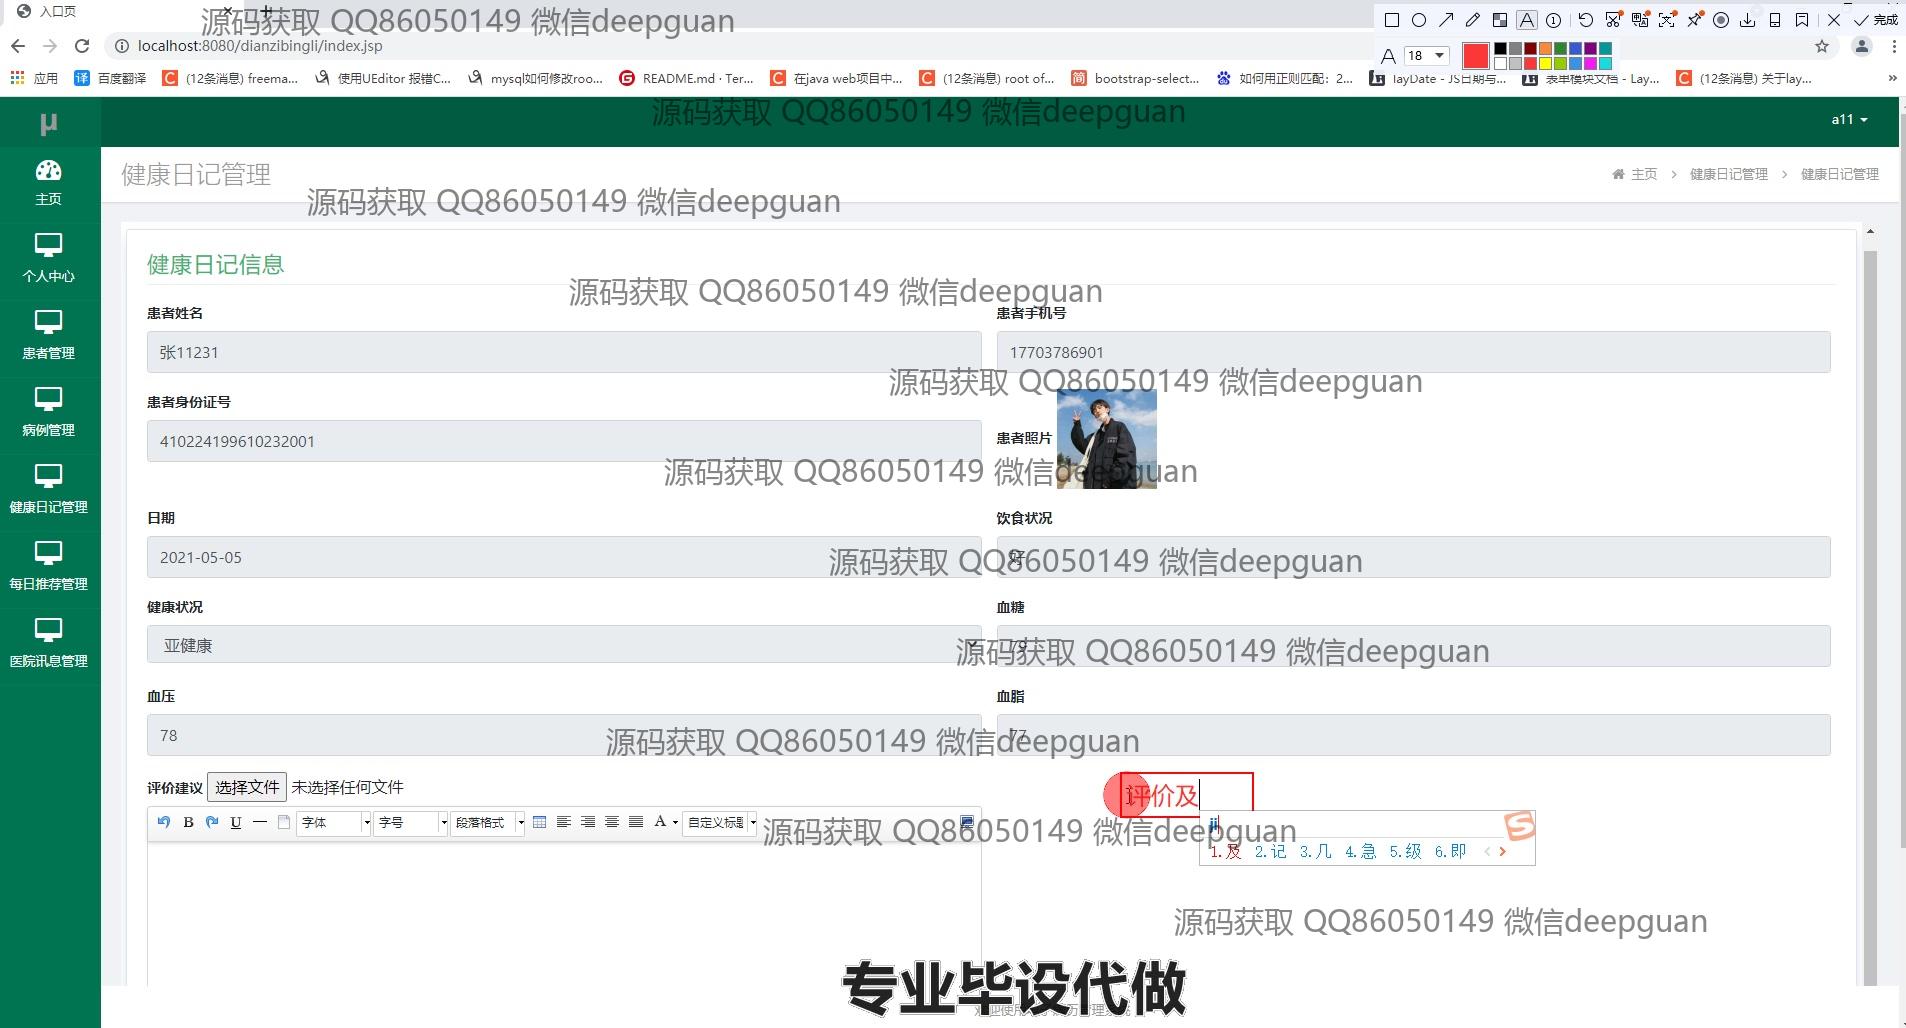 入口页
源码获取 QQ86050149 微信deepguan
完成
localhost:8080/dianzibingli/index.jsp
A 18
应用 译 百度翻译 (12条消息) freema... 使用UEditor 报错C... mysql如何修改roo... README.md · Ter... 在java web项目中... (12条消息) root of... 简 bootstrap-select... 如何用正则匹配：2... layDate - JS日期与... 表单模块文档 - Lay... (12条消息) 关于lay... »
μ
源码获取 QQ86050149 微信deepguan
a11
主页
健康日记管理
主页 > 健康日记管理 > 健康日记管理
源码获取 QQ86050149 微信deepguan
个人中心
患者管理
病例管理
健康日记管理
每日推荐管理
医院讯息管理
健康日记信息
源码获取 QQ86050149 微信deepguan
患者姓名
患者手机号
张11231
17703786901
源码获取 QQ86050149 微信deepguan
患者身份证号
410224199610232001
患者照片
源码获取 QQ86050149 微信deepguan
日期
饮食状况
2021-05-05
好
源码获取 QQ86050149 微信deepguan
健康状况
血糖
亚健康
源码获取 QQ86050149 微信deepguan
血压
血脂
78
77
源码获取 QQ86050149 微信deepguan
评价建议 选择文件 未选择任何文件
评价及
B U 字体 字号 段落格式 A 自定义标题
源码获取 QQ86050149 微信deepguan
ji
1.及 2.记 3.几 4.急 5.级 6.即
源码获取 QQ86050149 微信deepguan
专业毕设代做